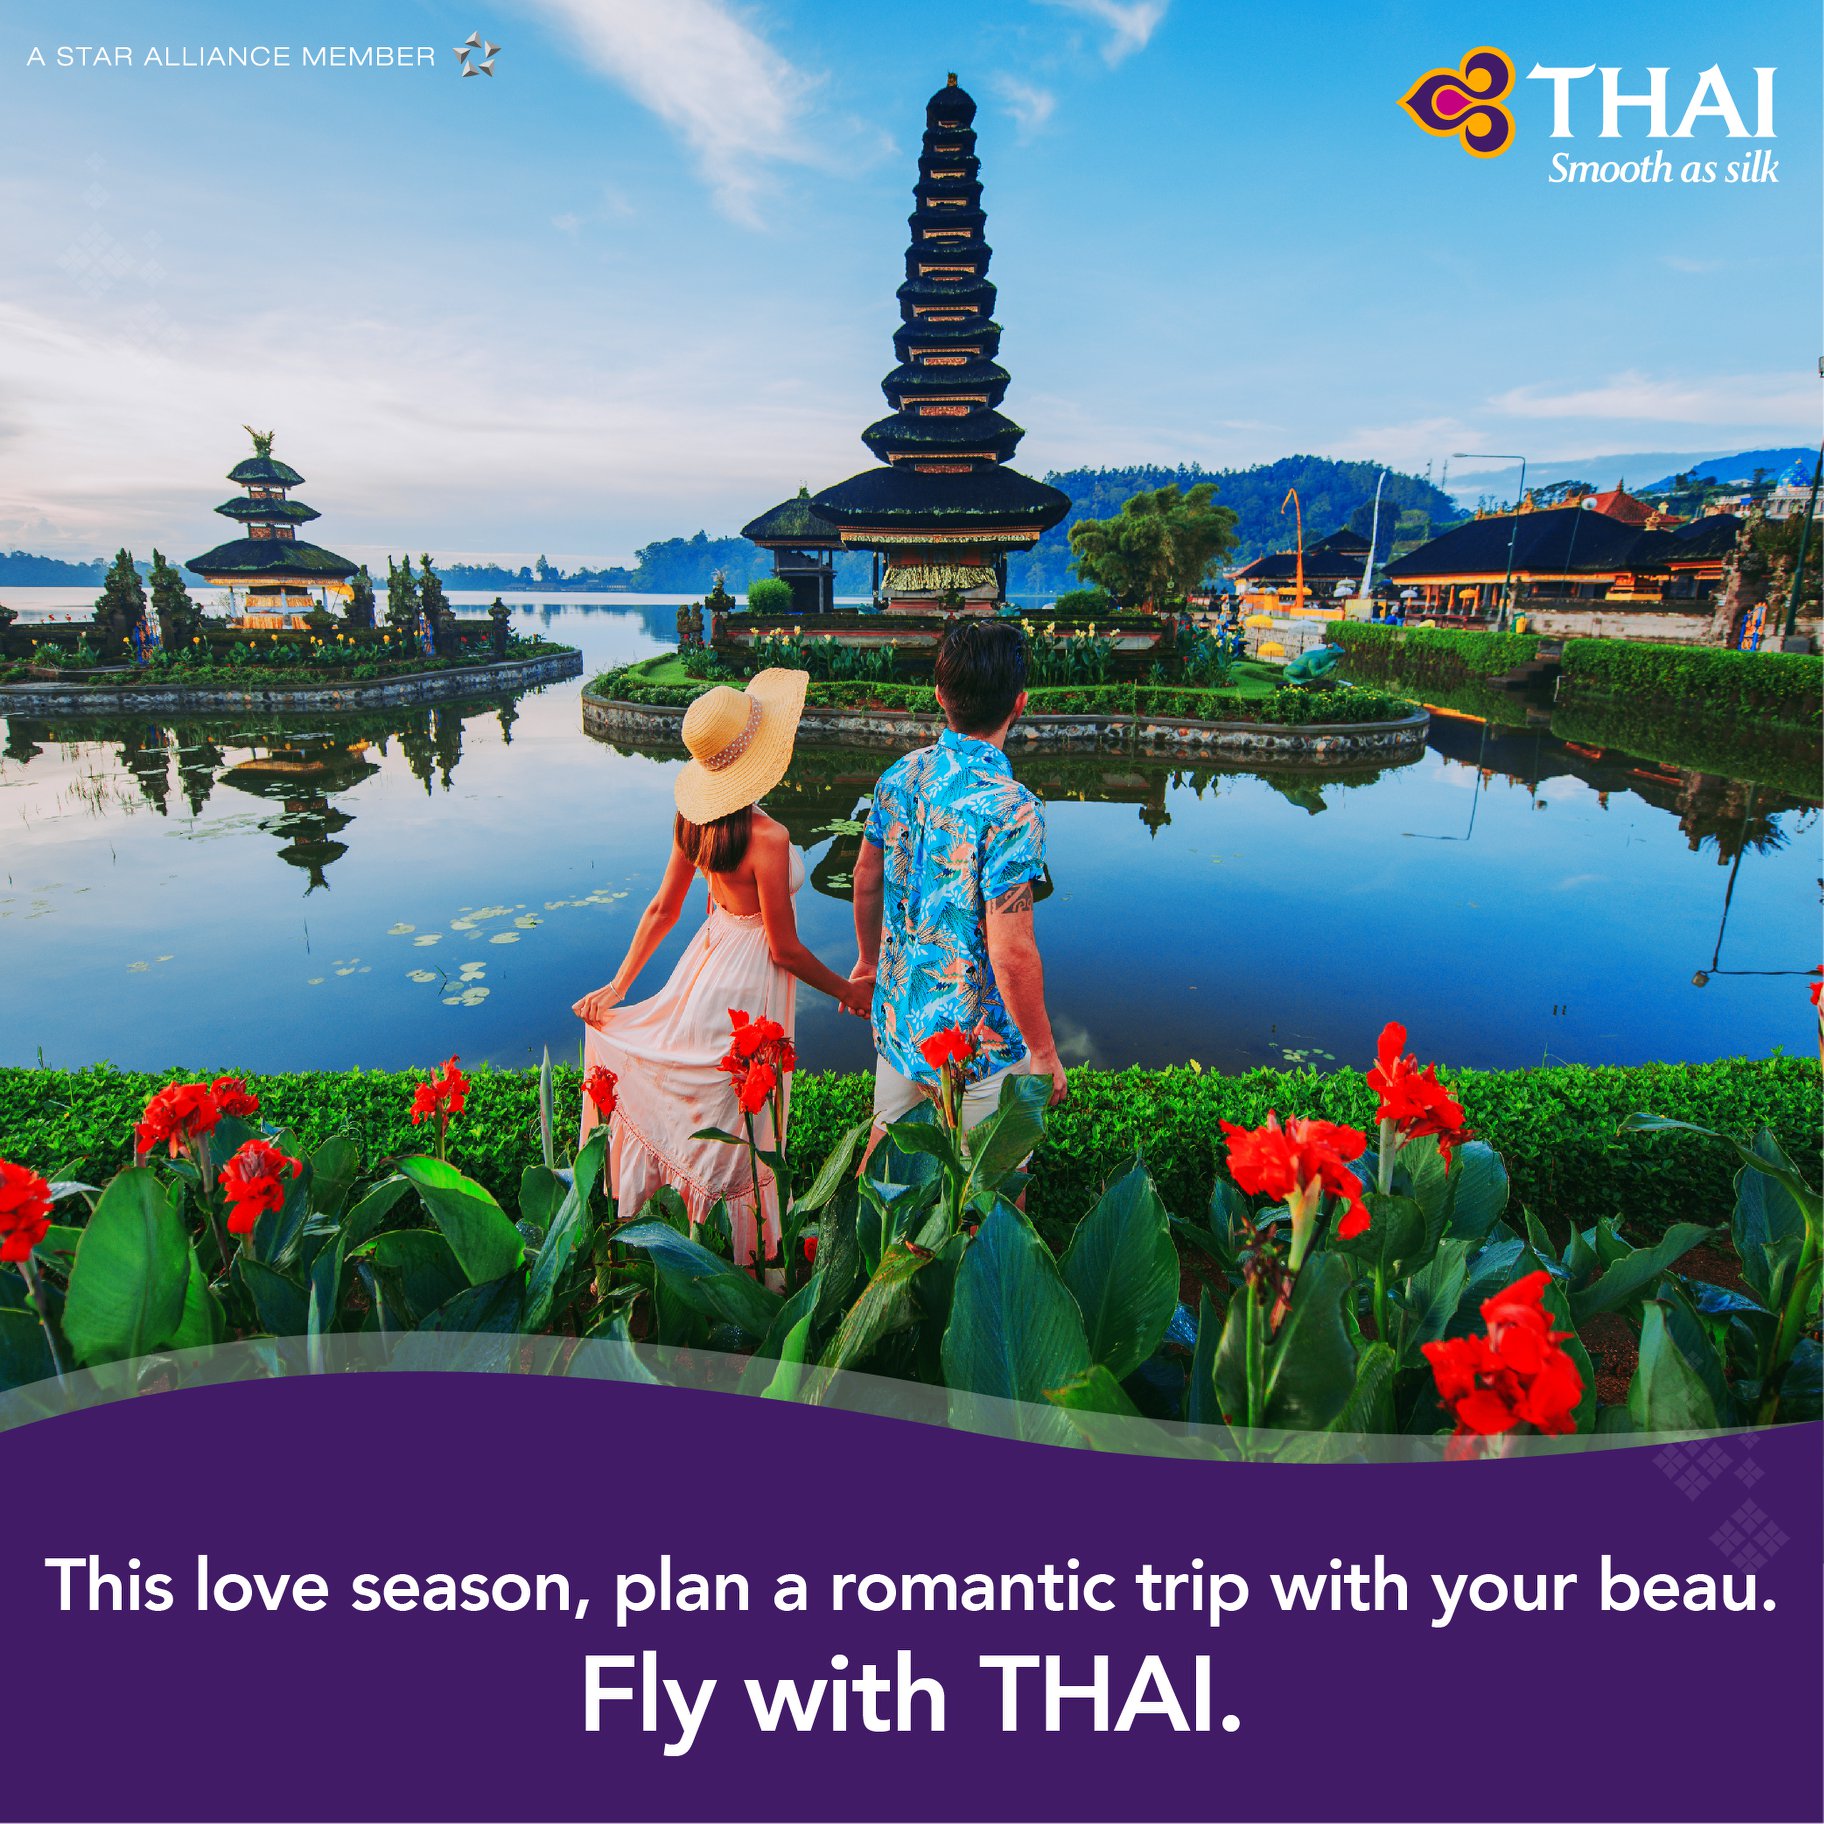 A STAR ALLIANCE MEMBER
THAI
Smooth as silk
This love season, plan a romantic trip with your beau.
Fly with THAI.